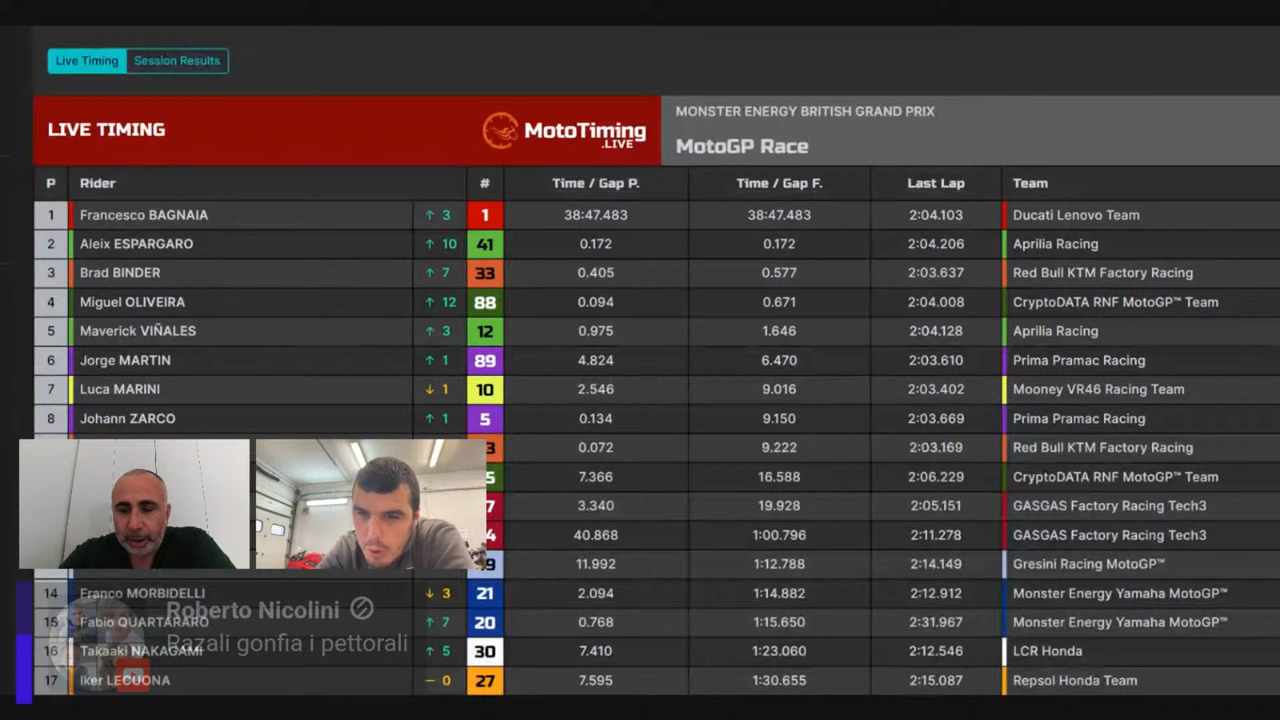 Live Timing Session Results
LIVE TIMING MotoTiming .LIVE
MONSTER ENERGY BRITISH GRAND PRIX
MotoGP Race
P Rider # Time / Gap P. Time / Gap F. Last Lap Team
1 Francesco BAGNAIA ↑ 3 1 38:47.483 38:47.483 2:04.103 Ducati Lenovo Team
2 Aleix ESPARGARO ↑ 10 41 0.172 0.172 2:04.206 Aprilia Racing
3 Brad BINDER ↑ 7 33 0.405 0.577 2:03.637 Red Bull KTM Factory Racing
4 Miguel OLIVEIRA ↑ 12 88 0.094 0.671 2:04.008 CryptoDATA RNF MotoGP™ Team
5 Maverick VIÑALES ↑ 3 12 0.975 1.646 2:04.128 Aprilia Racing
6 Jorge MARTIN ↑ 1 89 4.824 6.470 2:03.610 Prima Pramac Racing
7 Luca MARINI ↓ 1 10 2.546 9.016 2:03.402 Mooney VR46 Racing Team
8 Johann ZARCO ↑ 1 5 0.134 9.150 2:03.669 Prima Pramac Racing
3 0.072 9.222 2:03.169 Red Bull KTM Factory Racing
5 7.366 16.588 2:06.229 CryptoDATA RNF MotoGP™ Team
7 3.340 19.928 2:05.151 GASGAS Factory Racing Tech3
4 40.868 1:00.796 2:11.278 GASGAS Factory Racing Tech3
9 11.992 1:12.788 2:14.149 Gresini Racing MotoGP™
14 Franco MORBIDELLI ↓ 3 21 2.094 1:14.882 2:12.912 Monster Energy Yamaha MotoGP™
15 Fabio QUARTARARO ↑ 7 20 0.768 1:15.650 2:31.967 Monster Energy Yamaha MotoGP™
16 Takaaki NAKAGAMI ↑ 5 30 7.410 1:23.060 2:12.546 LCR Honda
17 Iker LECUONA – 0 27 7.595 1:30.655 2:15.087 Repsol Honda Team
Roberto Nicolini
Razali gonfia i pettorali